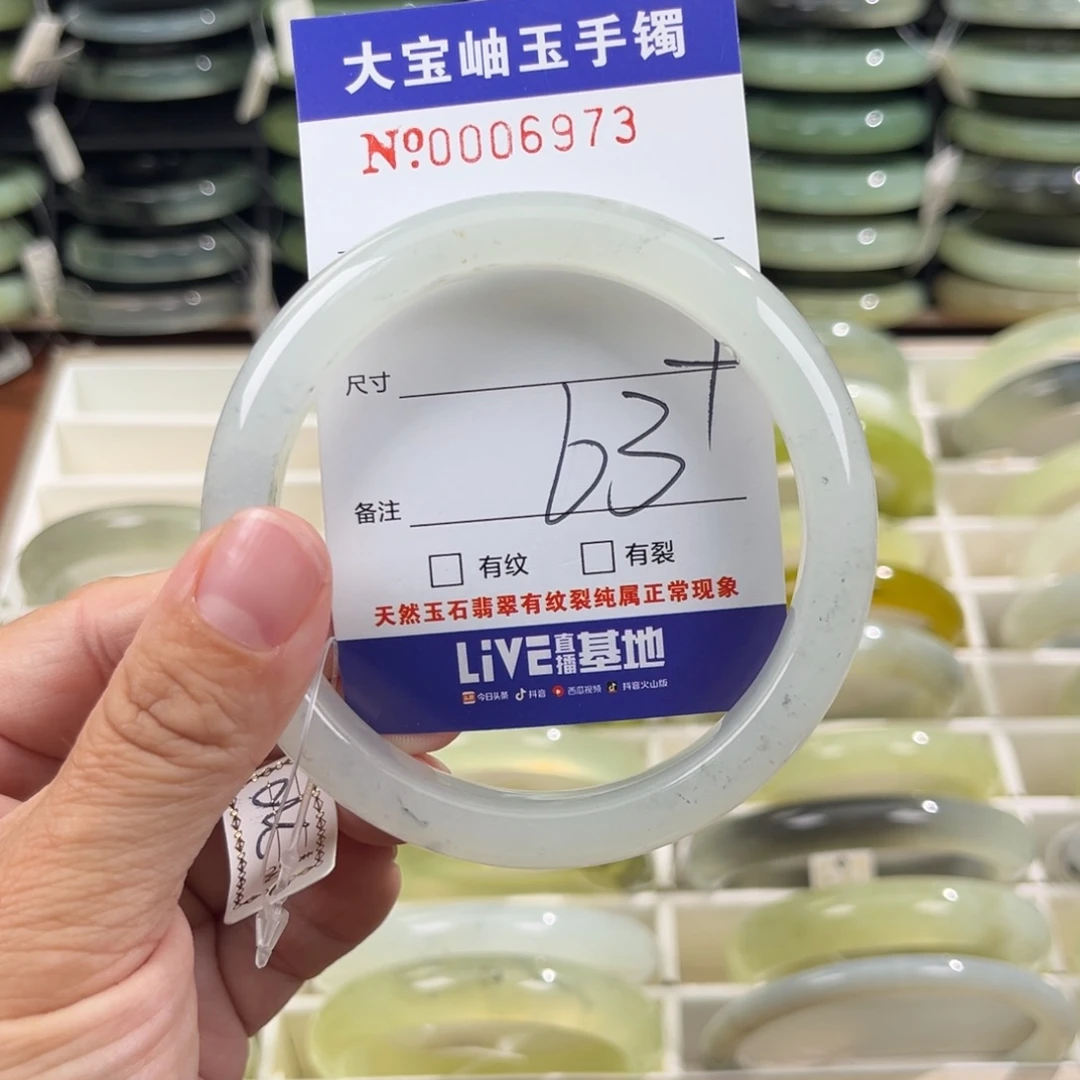 大宝岫玉手镯
№0006973
尺寸
63+
备注
有纹 有裂
天然玉石翡翠有纹裂纯属正常现象
LiVE直播基地
今日头条 抖音 西瓜视频 抖音火山版